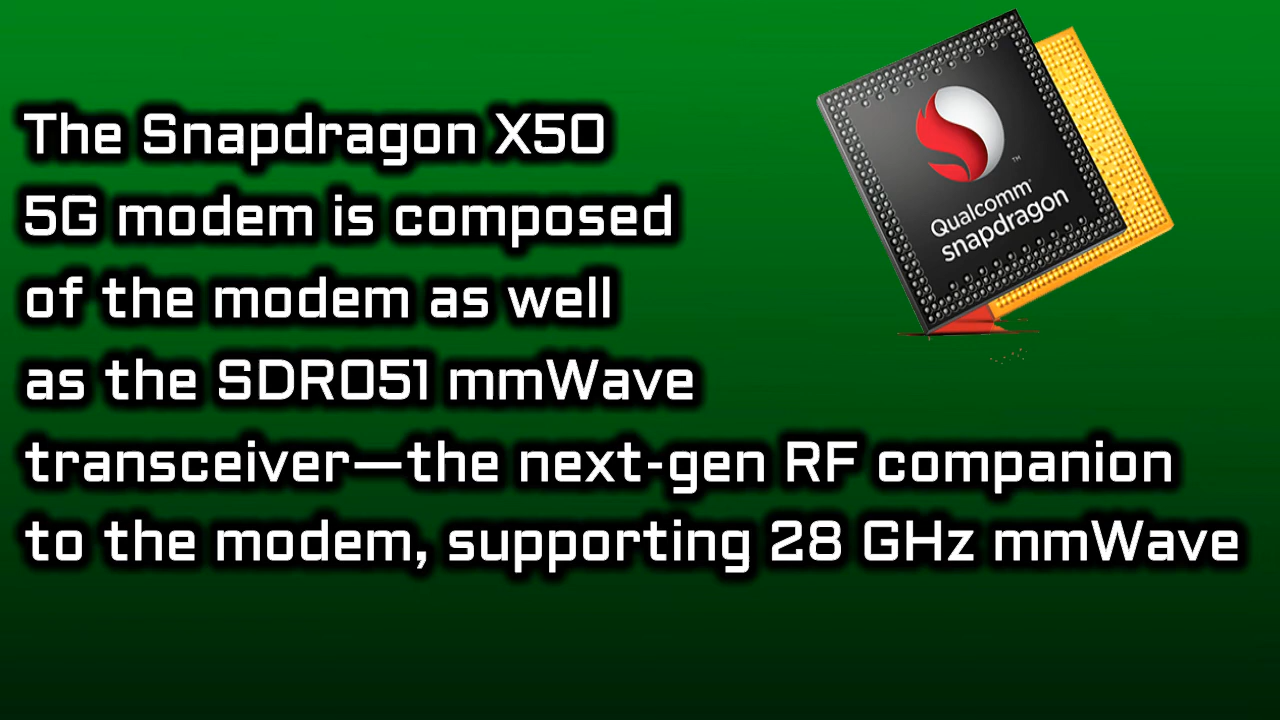 The Snapdragon X50
5G modem is composed
of the modem as well
as the SDR051 mmWave
transceiver—the next-gen RF companion
to the modem, supporting 28 GHz mmWave
Qualcomm
snapdragon
TM